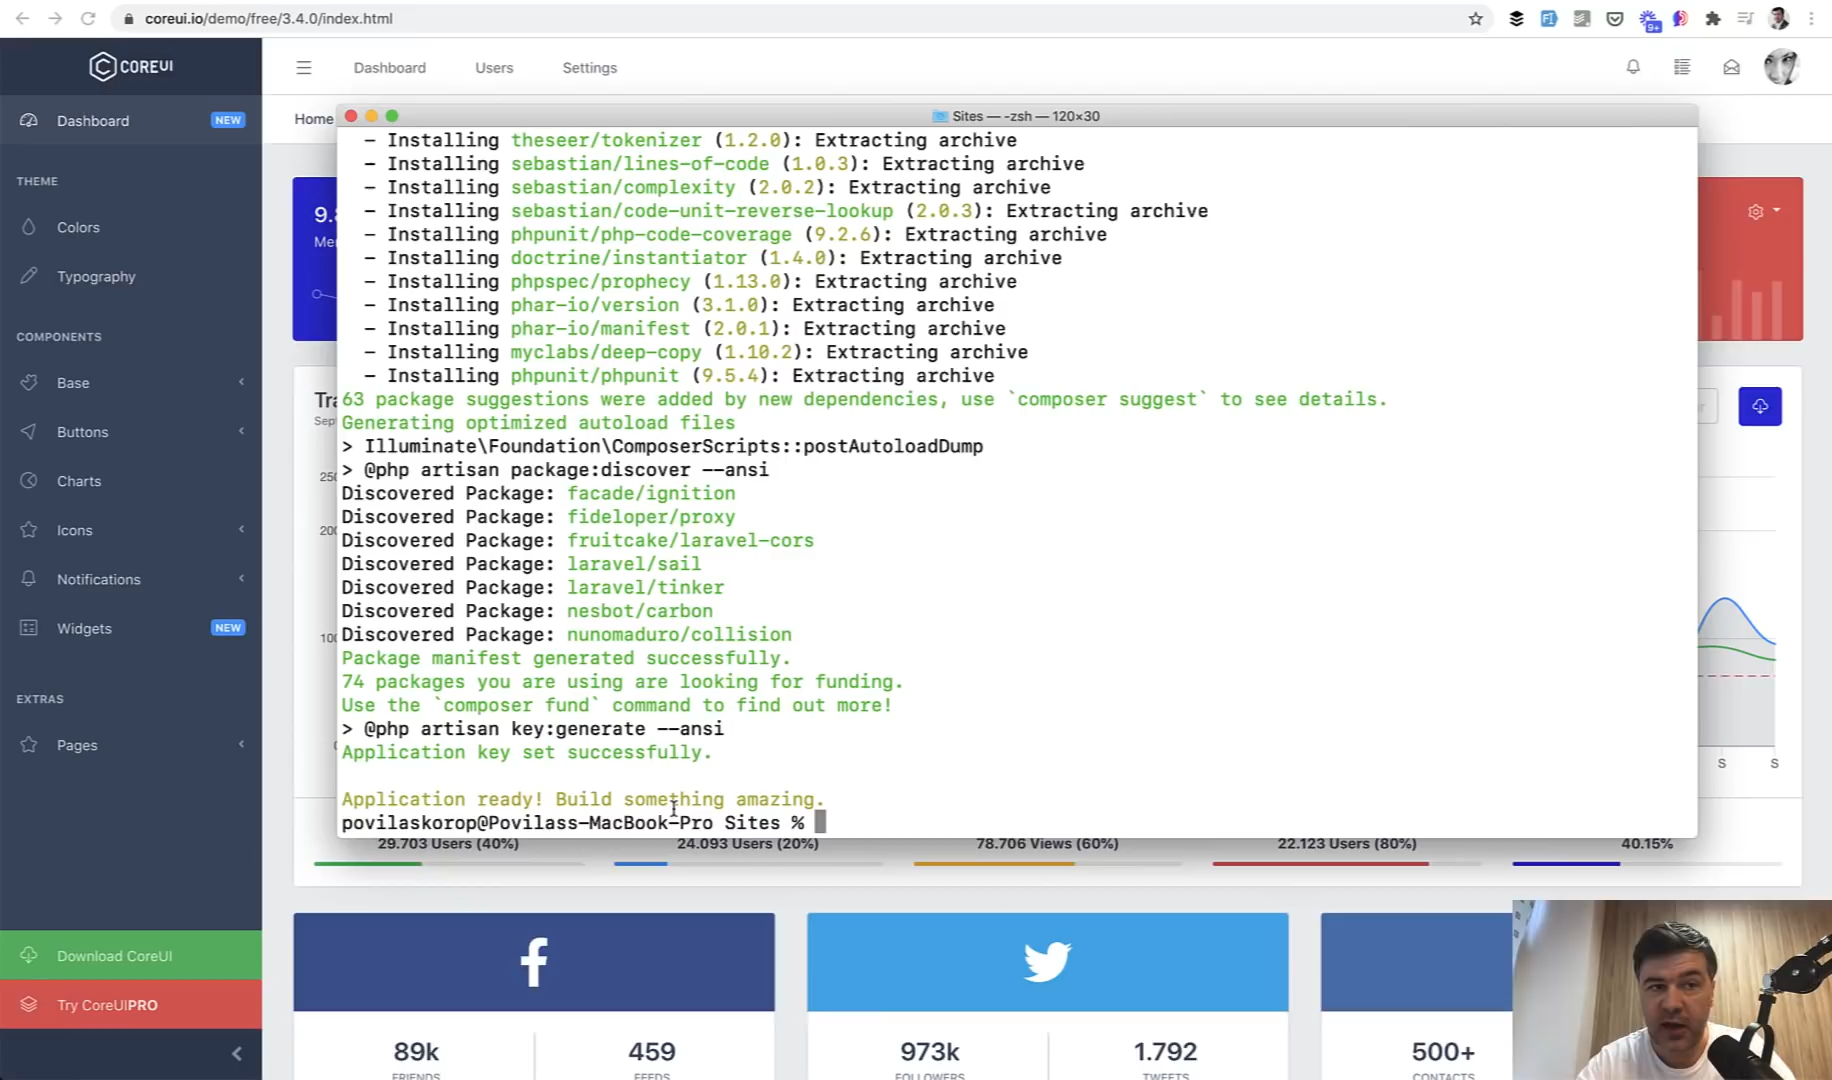 coreui.io/demo/free/3.4.0/index.html
9+
COREUI
Dashboard
Users
Settings
Dashboard
NEW
Home
THEME
Colors
Typography
COMPONENTS
Base
Buttons
Charts
Icons
Notifications
Widgets
NEW
EXTRAS
Pages
Download CoreUI
Try CoreUIPRO
Sites — -zsh — 120×30
- Installing theseer/tokenizer (1.2.0): Extracting archive
- Installing sebastian/lines-of-code (1.0.3): Extracting archive
- Installing sebastian/complexity (2.0.2): Extracting archive
- Installing sebastian/code-unit-reverse-lookup (2.0.3): Extracting archive
- Installing phpunit/php-code-coverage (9.2.6): Extracting archive
- Installing doctrine/instantiator (1.4.0): Extracting archive
- Installing phpspec/prophecy (1.13.0): Extracting archive
- Installing phar-io/version (3.1.0): Extracting archive
- Installing phar-io/manifest (2.0.1): Extracting archive
- Installing myclabs/deep-copy (1.10.2): Extracting archive
- Installing phpunit/phpunit (9.5.4): Extracting archive
63 package suggestions were added by new dependencies, use `composer suggest` to see details.
Generating optimized autoload files
> Illuminate\Foundation\ComposerScripts::postAutoloadDump
> @php artisan package:discover --ansi
Discovered Package: facade/ignition
Discovered Package: fideloper/proxy
Discovered Package: fruitcake/laravel-cors
Discovered Package: laravel/sail
Discovered Package: laravel/tinker
Discovered Package: nesbot/carbon
Discovered Package: nunomaduro/collision
Package manifest generated successfully.
74 packages you are using are looking for funding.
Use the `composer fund` command to find out more!
> @php artisan key:generate --ansi
Application key set successfully.
Application ready! Build something amazing.
povilaskorop@Povilass-MacBook-Pro Sites %
S
S
29.703 Users (40%)
24.093 Users (20%)
78.706 Views (60%)
22.123 Users (80%)
40.15%
89k
FRIENDS
459
FEEDS
973k
FOLLOWERS
1.792
TWEETS
500+
CONTACTS